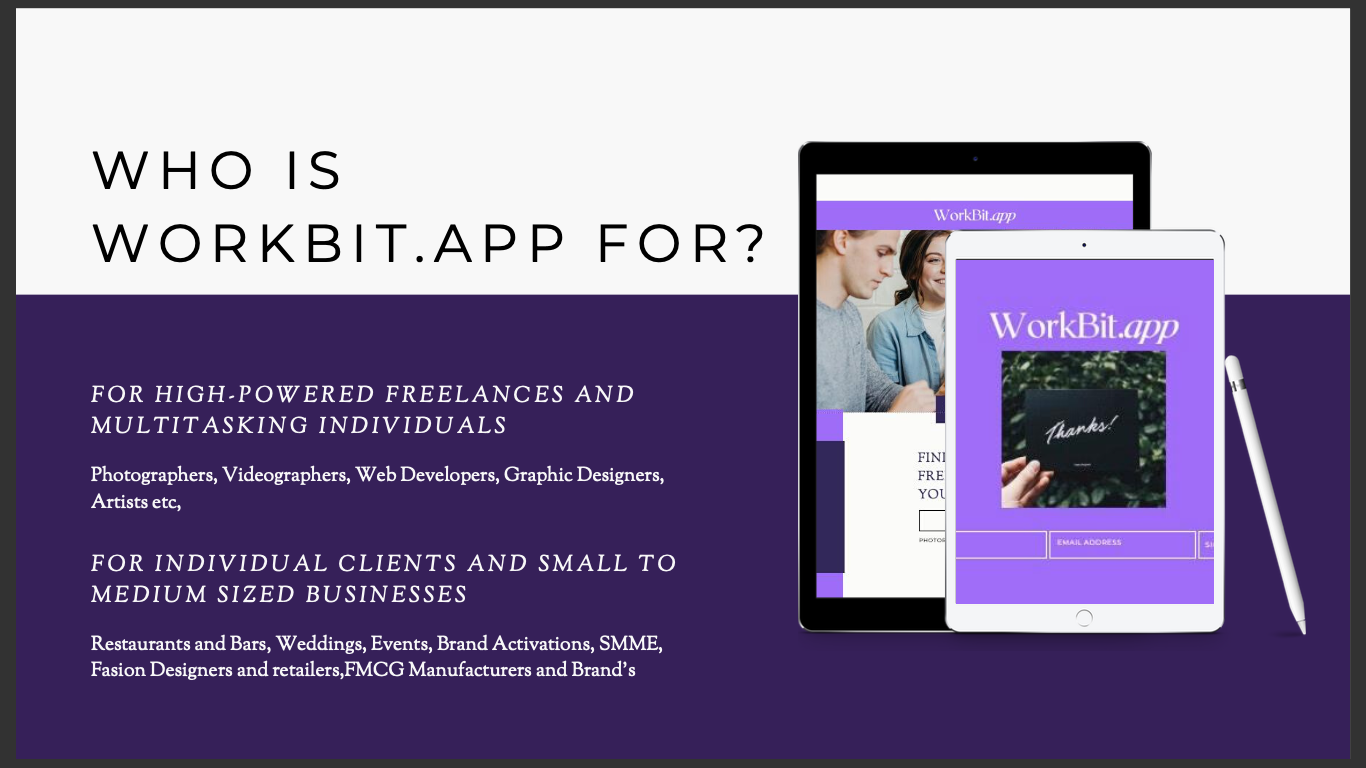 WHO IS
WORKBIT.APP FOR?
FOR HIGH-POWERED FREELANCES AND
MULTITASKING INDIVIDUALS
Photographers, Videographers, Web Developers, Graphic Designers,
Artists etc,
FOR INDIVIDUAL CLIENTS AND SMALL TO
MEDIUM SIZED BUSINESSES
Restaurants and Bars, Weddings, Events, Brand Activations, SMME,
Fasion Designers and retailers,FMCG Manufacturers and Brand's
WorkBit.app
FIN
FRE
YOU
PHOTO
WorkBit.app
Thanks!
EMAIL ADDRESS